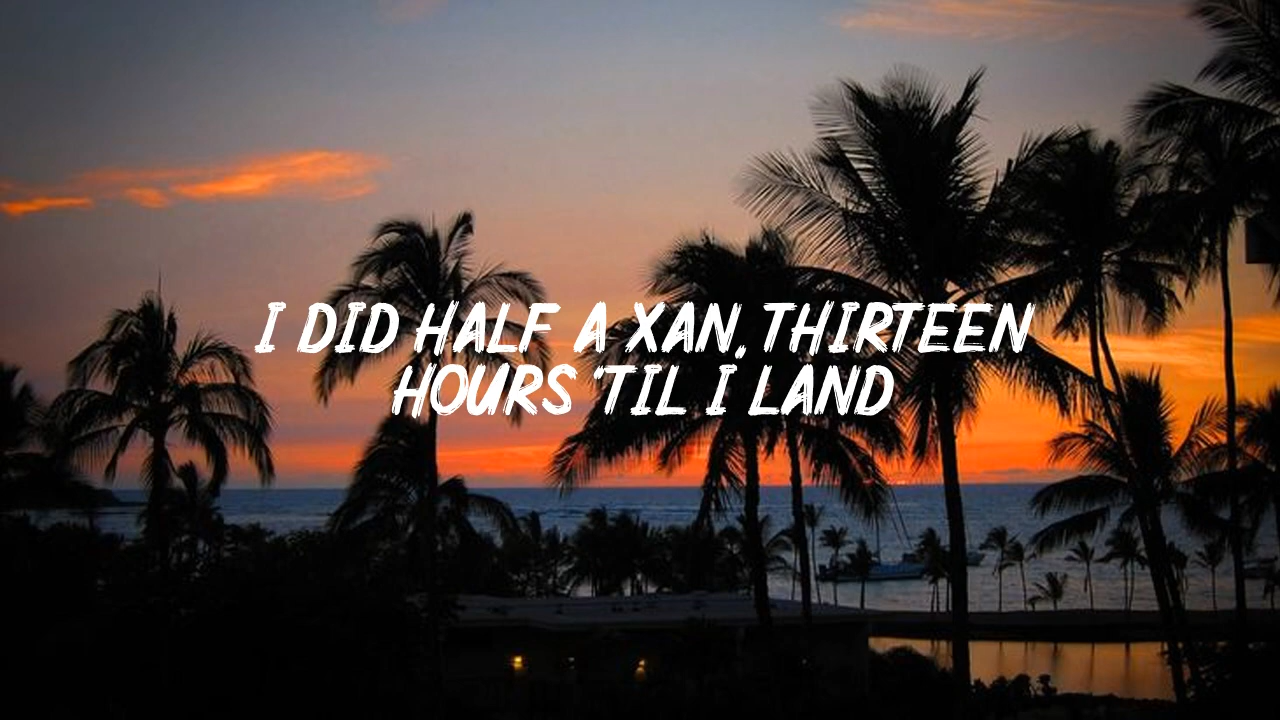 I DID HALF A XAN, THIRTEEN
HOURS 'TIL I LAND